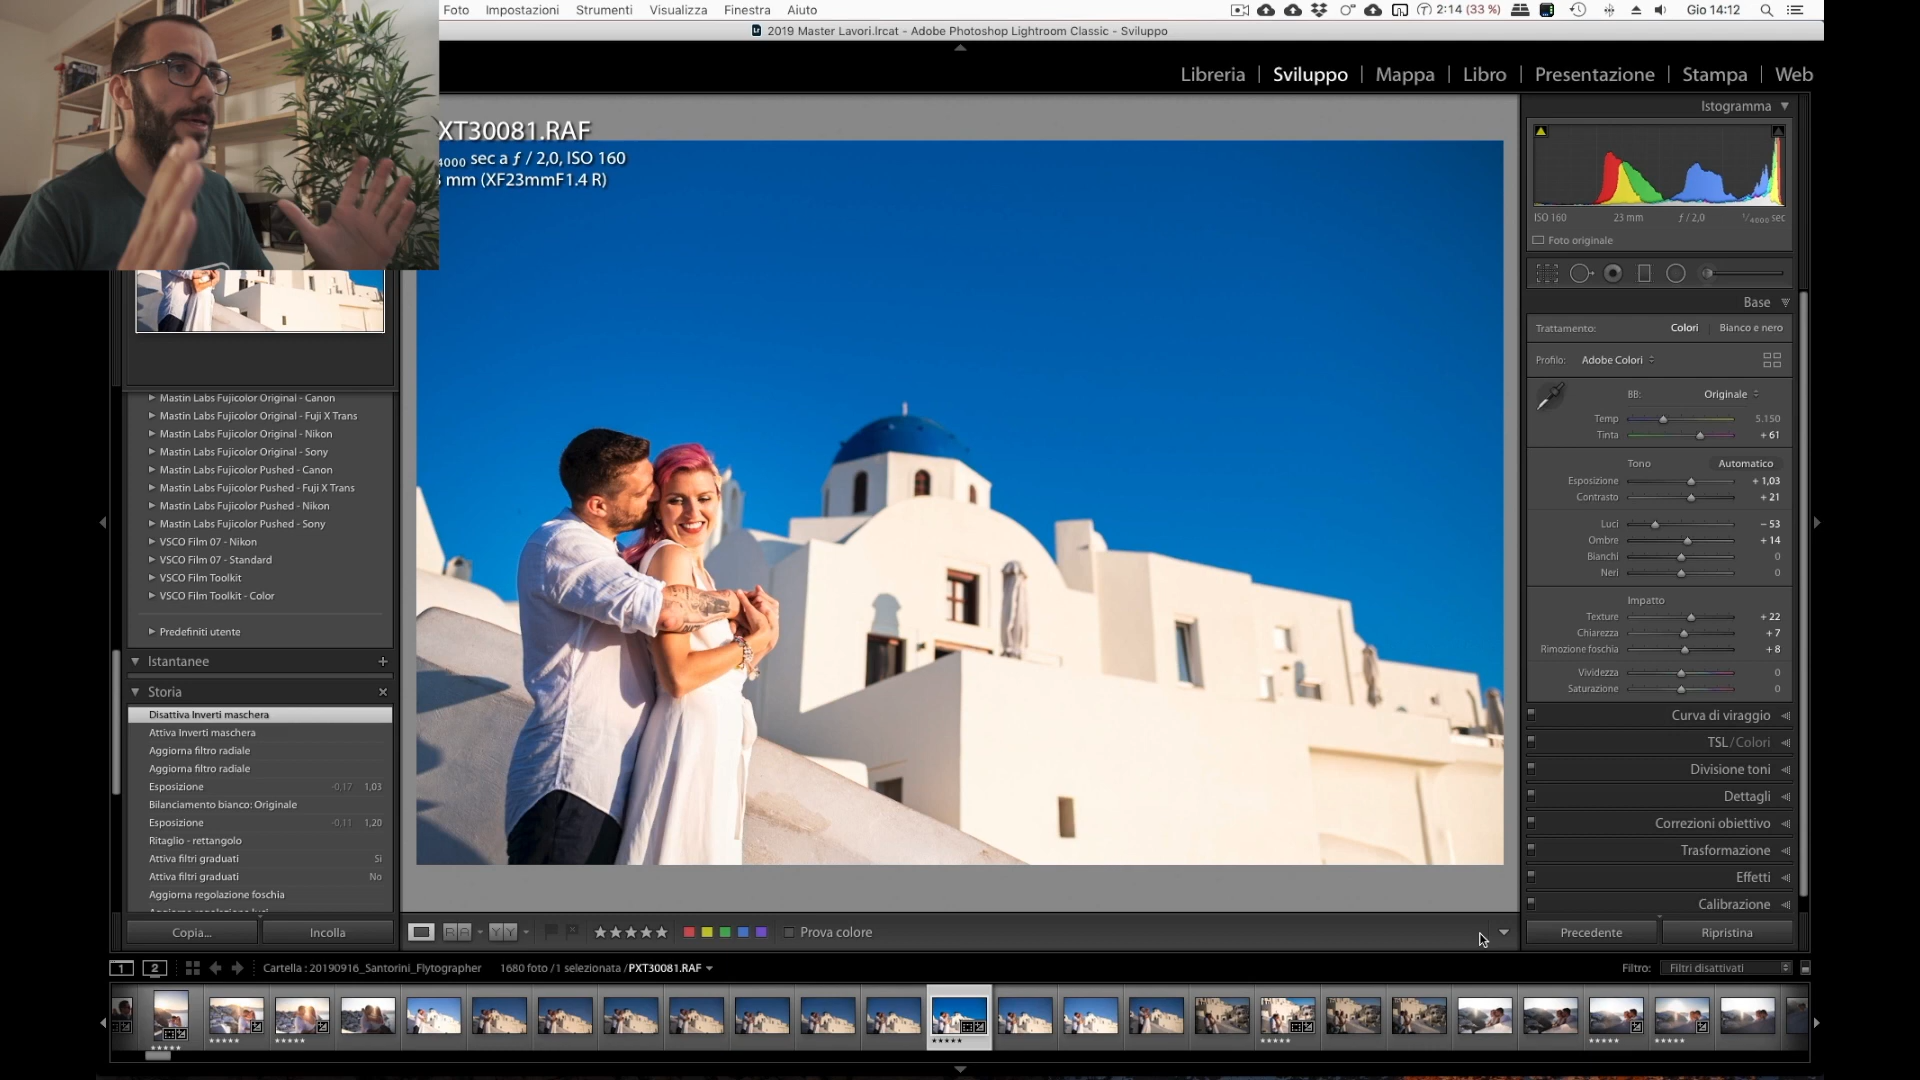 Foto Impostazioni Strumenti Visualizza Finestra Aiuto 2:14 (33 %) Gio 14:12
2019 Master Lavori.lrcat - Adobe Photoshop Lightroom Classic - Sviluppo
Libreria | Sviluppo | Mappa | Libro | Presentazione | Stampa | Web
XT30081.RAF
4000 sec a ƒ / 2,0, ISO 160
mm (XF23mmF1.4 R)
Mastin Labs Fujicolor Original - Canon
Mastin Labs Fujicolor Original - Fuji X Trans
Mastin Labs Fujicolor Original - Nikon
Mastin Labs Fujicolor Original - Sony
Mastin Labs Fujicolor Pushed - Canon
Mastin Labs Fujicolor Pushed - Fuji X Trans
Mastin Labs Fujicolor Pushed - Nikon
Mastin Labs Fujicolor Pushed - Sony
VSCO Film 07 - Nikon
VSCO Film 07 - Standard
VSCO Film Toolkit
VSCO Film Toolkit - Color
Predefiniti utente
Istantanee +
Storia ×
Disattiva Inverti maschera
Attiva Inverti maschera
Aggiorna filtro radiale
Aggiorna filtro radiale
Esposizione -0,17 1,03
Bilanciamento bianco: Originale
Esposizione -0,11 1,20
Ritaglio - rettangolo
Attiva filtri graduati Sì
Attiva filtri graduati No
Aggiorna regolazione foschia
Copia... Incolla
Istogramma
ISO 160 23 mm ƒ / 2,0 1/4000 sec
Foto originale
Base
Trattamento: Colori | Bianco e nero
Profilo: Adobe Colori
BB: Originale
Temp 5.150
Tinta + 61
Tono Automatico
Esposizione + 1,03
Contrasto + 21
Luci − 53
Ombre + 14
Bianchi 0
Neri 0
Impatto
Texture + 22
Chiarezza + 7
Rimozione foschia + 8
Vividezza 0
Saturazione 0
Curva di viraggio
TSL / Colori
Divisione toni
Dettagli
Correzioni obiettivo
Trasformazione
Effetti
Calibrazione
Precedente Ripristina
R A Y Y ★★★★★ Prova colore
1 2 Cartella : 20190916_Santorini_Flytographer 1680 foto /1 selezionata /PXT30081.RAF Filtro: Filtri disattivati